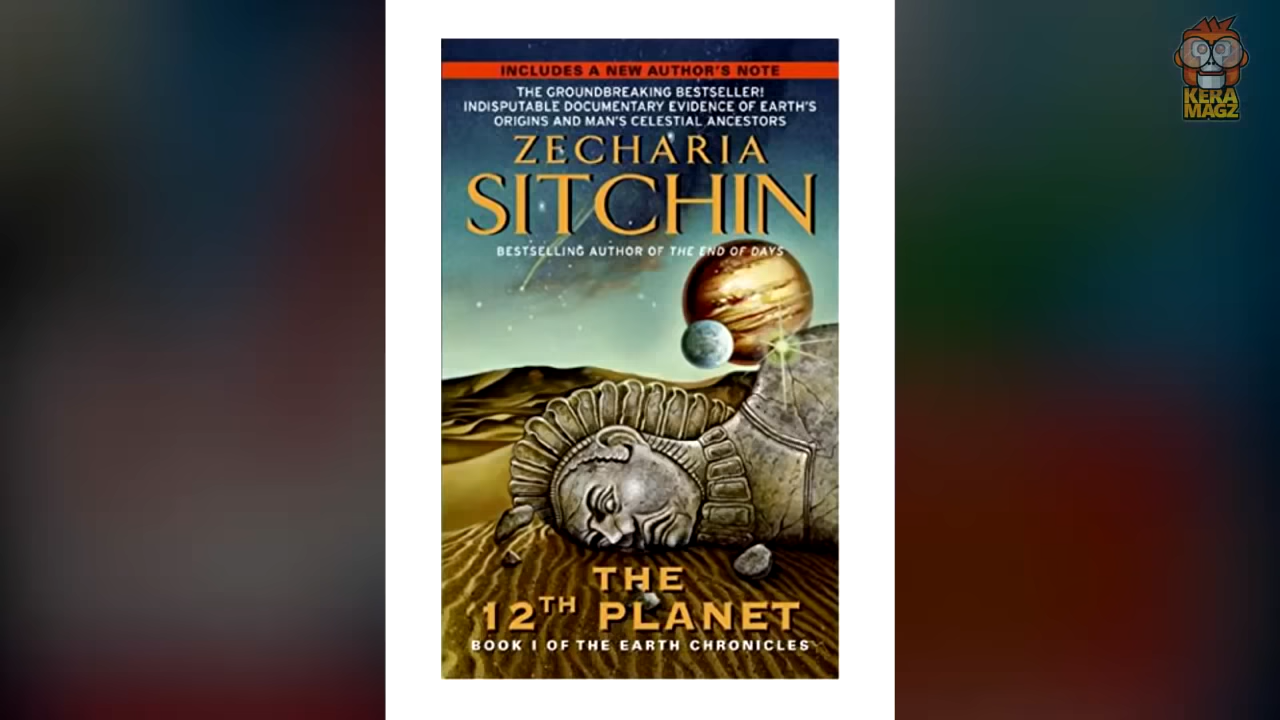 INCLUDES A NEW AUTHOR'S NOTE
THE GROUNDBREAKING BESTSELLER!
INDISPUTABLE DOCUMENTARY EVIDENCE OF EARTH'S
ORIGINS AND MAN'S CELESTIAL ANCESTORS
ZECHARIA
SITCHIN
BESTSELLING AUTHOR OF THE END OF DAYS
THE
12TH PLANET
BOOK I OF THE EARTH CHRONICLES
KERA
MAGZ